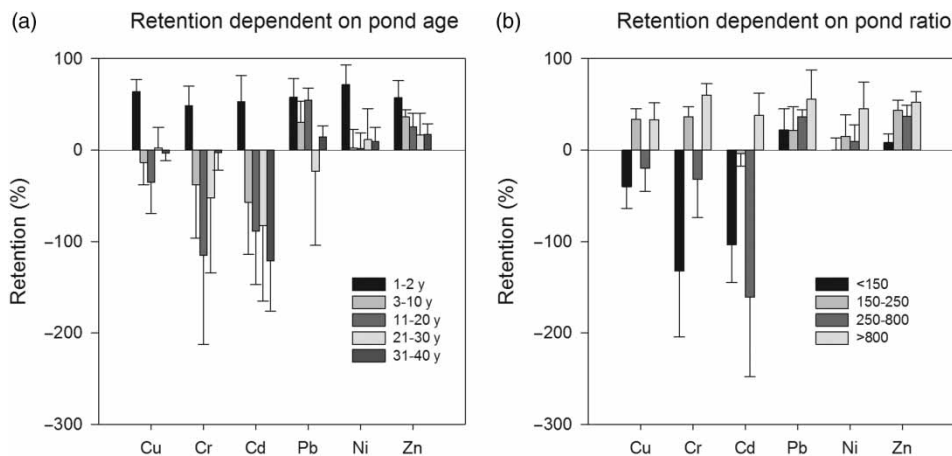 (a) Retention dependent on pond age
100
0
−100
−200
−300
Retention (%)
1-2 y
3-10 y
11-20 y
21-30 y
31-40 y
Cu Cr Cd Pb Ni Zn
(b) Retention dependent on pond ratio
100
0
−100
−200
−300
Retention (%)
<150
150-250
250-800
>800
Cu Cr Cd Pb Ni Zn